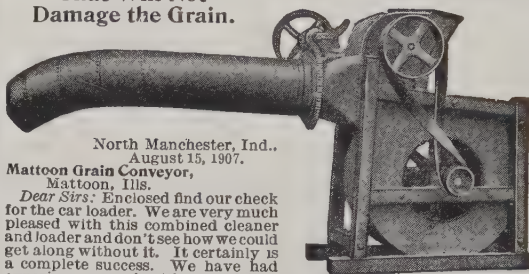 Damage the Grain.
North Manchester, Ind.,
August 15, 1907.
Mattoon Grain Conveyor,
Mattoon, Ills.
Dear Sirs: Enclosed find our check
for the car loader. We are very much
pleased with this combined cleaner
and loader and don't see how we could
get along without it. It certainly is
a complete success. We have had